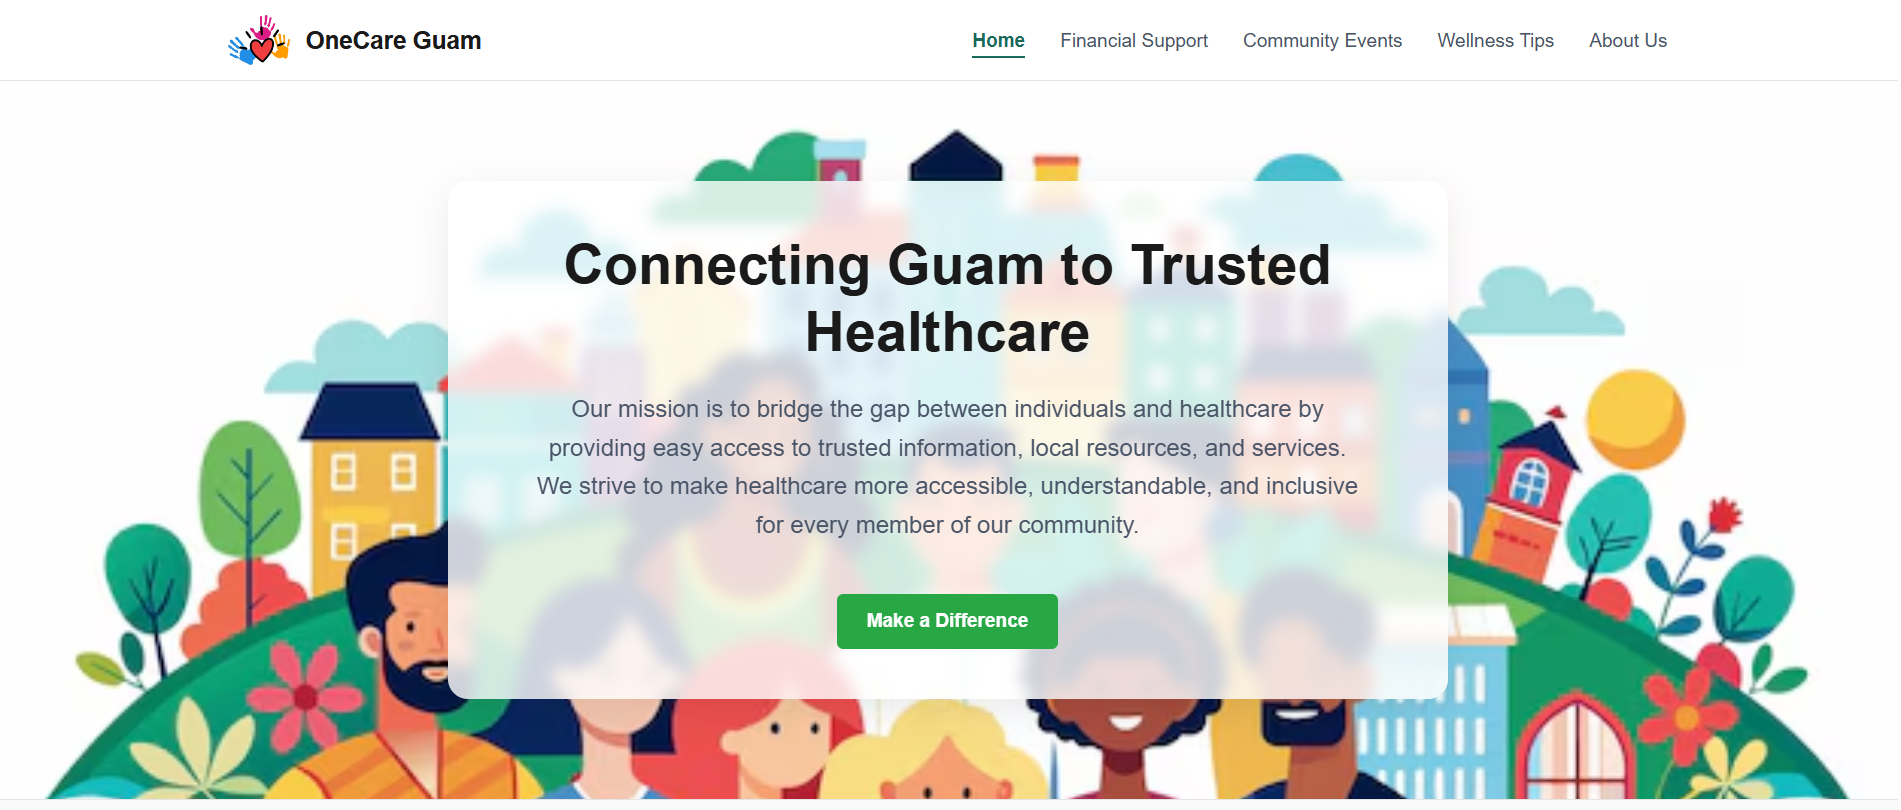 OneCare Guam
Home
Financial Support
Community Events
Wellness Tips
About Us
Connecting Guam to Trusted
Healthcare
Our mission is to bridge the gap between individuals and healthcare by
providing easy access to trusted information, local resources, and services.
We strive to make healthcare more accessible, understandable, and inclusive
for every member of our community.
Make a Difference